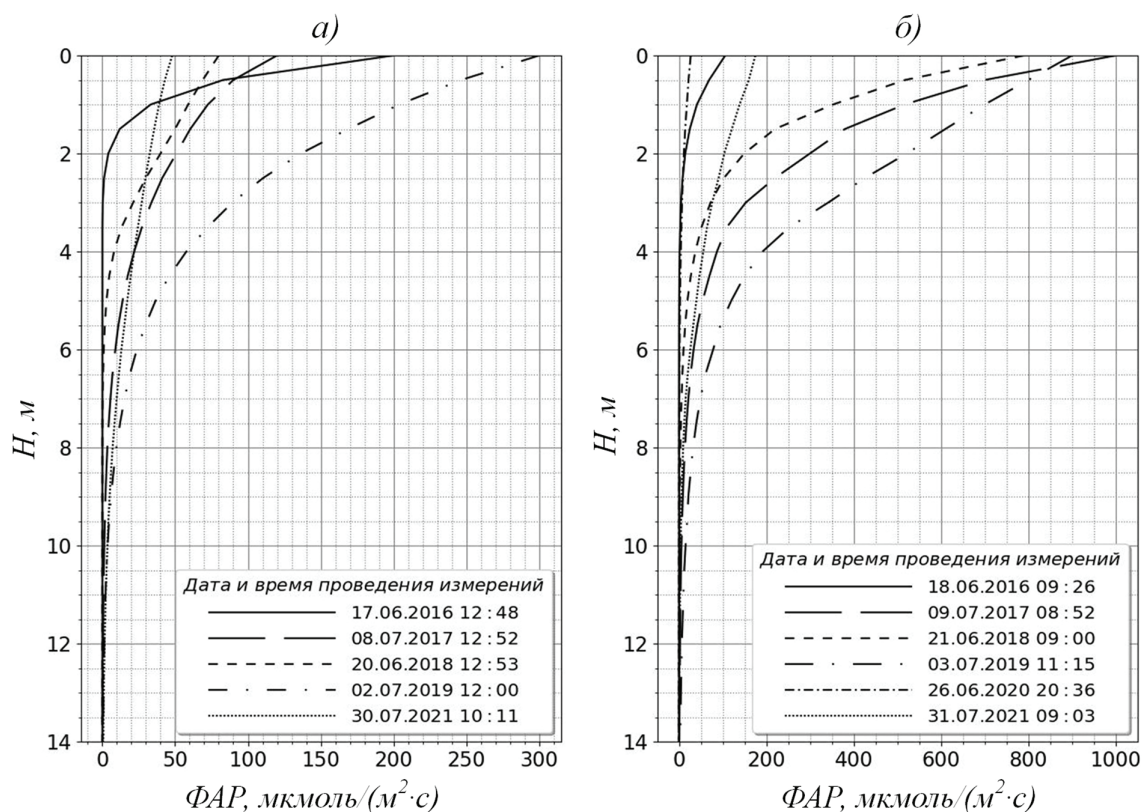 а)
0
2
4
6
8
10
12
14
Н, м
0 50 100 150 200 250 300
ФАР, мкмоль/(м²·с)
Дата и время проведения измерений
17.06.2016 12:48
08.07.2017 12:52
20.06.2018 12:53
02.07.2019 12:00
30.07.2021 10:11
б)
0
2
4
6
8
10
12
14
Н, м
0 200 400 600 800 1000
ФАР, мкмоль/(м²·с)
Дата и время проведения измерений
18.06.2016 09:26
09.07.2017 08:52
21.06.2018 09:00
03.07.2019 11:15
26.06.2020 20:36
31.07.2021 09:03